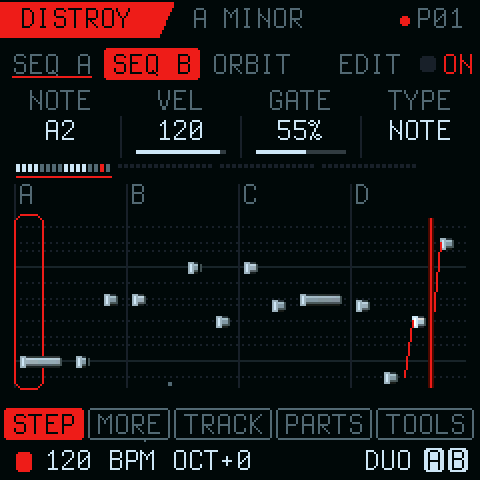 DISTROY A MINOR P01
SEQ A SEQ B ORBIT EDIT ON
NOTE VEL GATE TYPE
A2 120 55% NOTE
A B C D
STEP MORE TRACK PARTS TOOLS
120 BPM OCT+0 DUO A B